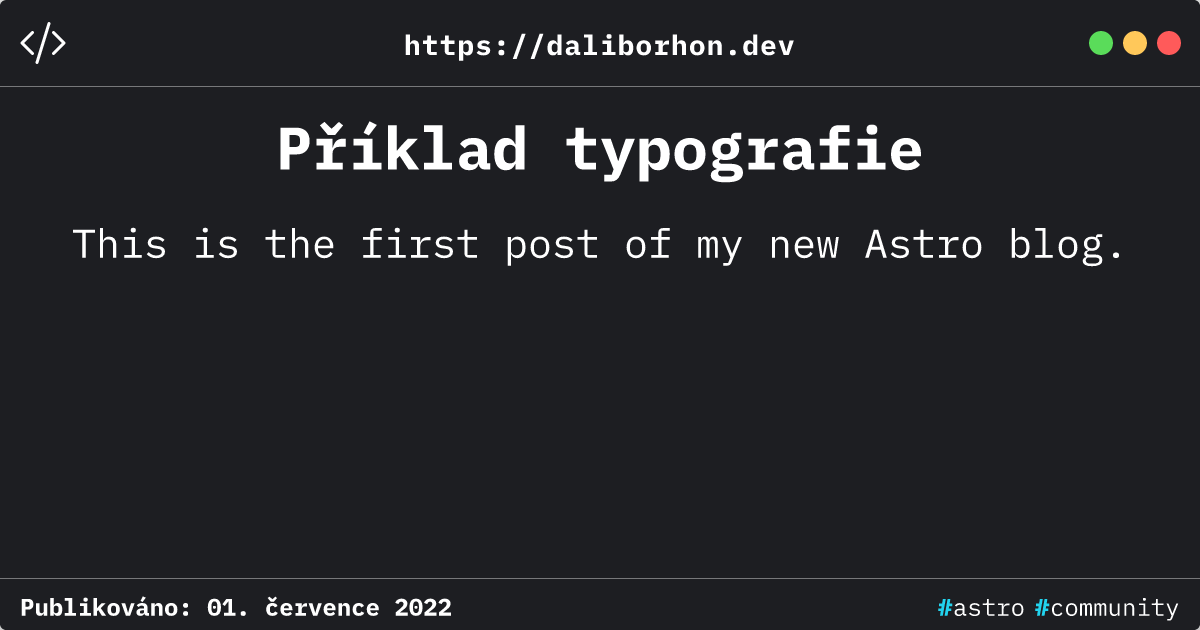 </>
https://daliborhon.dev
Příklad typografie
This is the first post of my new Astro blog.
Publikováno: 01. července 2022
#astro #community